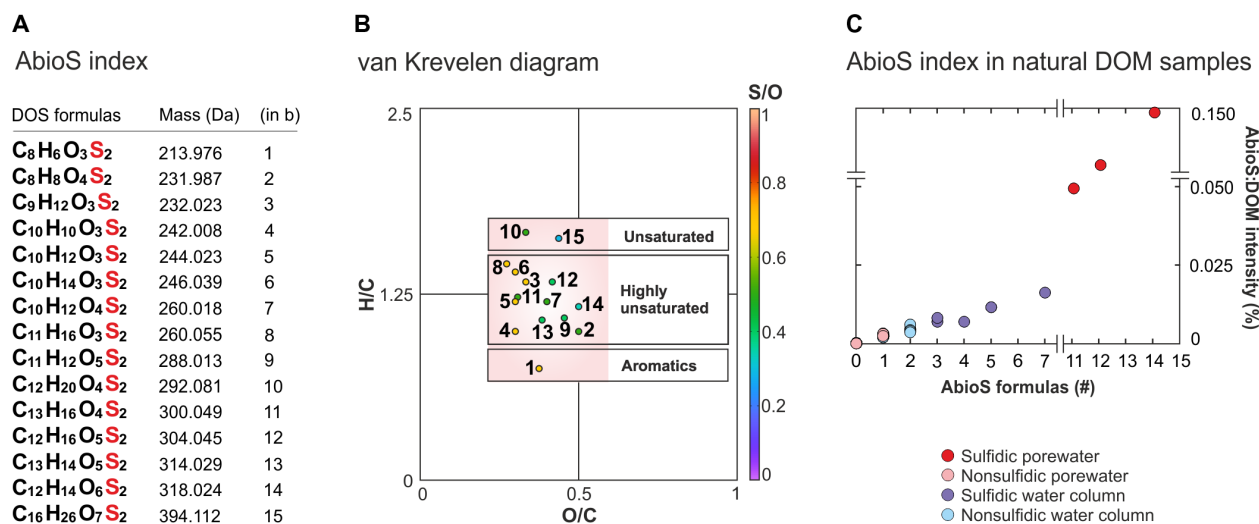 A
AbioS index
DOS formulas Mass (Da) (in b)
C8H6O3S2 213.976 1
C8H8O4S2 231.987 2
C9H12O3S2 232.023 3
C10H10O3S2 242.008 4
C10H12O3S2 244.023 5
C10H14O3S2 246.039 6
C10H12O4S2 260.018 7
C11H16O3S2 260.055 8
C11H12O5S2 288.013 9
C12H20O4S2 292.081 10
C13H16O4S2 300.049 11
C12H16O5S2 304.045 12
C13H14O5S2 314.029 13
C12H14O6S2 318.024 14
C16H26O7S2 394.112 15
B
van Krevelen diagram
S/O
2.5
1
0.8
0.6
0.4
0.2
0
10 15 Unsaturated
8 6 3 12
5 11 7 14
4 13 9 2
Highly
unsaturated
1 Aromatics
H/C
1.25
0
0 0.5 1
O/C
C
AbioS index in natural DOM samples
0.150
0.050
0.025
0
AbioS:DOM intensity (%)
0 1 2 3 4 5 6 7 11 12 13 14 15
AbioS formulas (#)
Sulfidic porewater
Nonsulfidic porewater
Sulfidic water column
Nonsulfidic water column